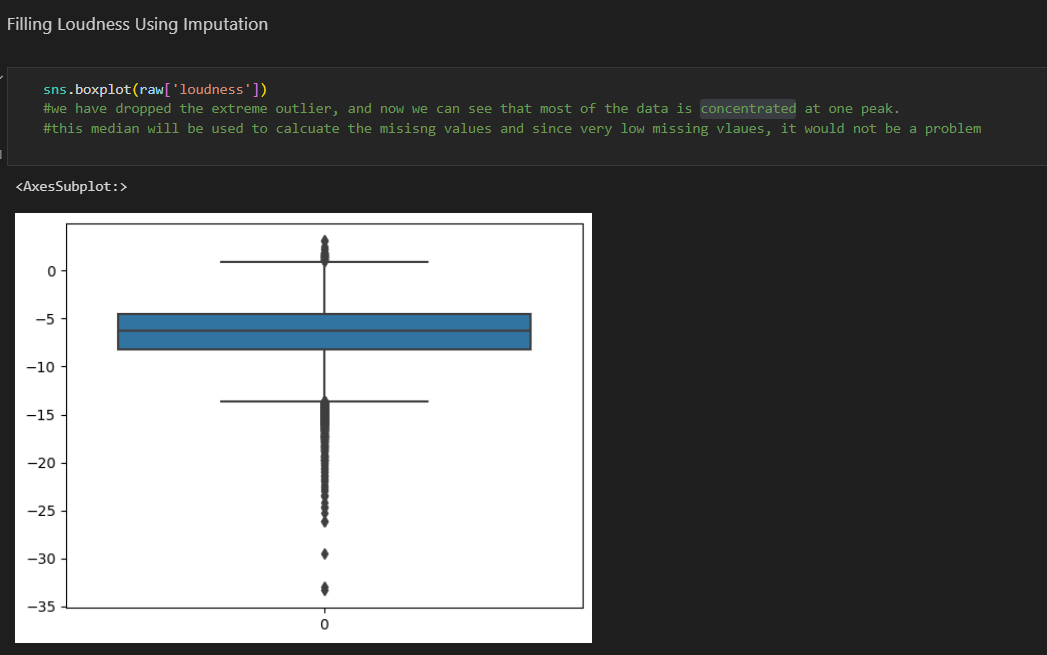 Filling Loudness Using Imputation
sns.boxplot(raw['loudness'])
#we have dropped the extreme outlier, and now we can see that most of the data is concentrated at one peak.
#this median will be used to calcuate the misisng values and since very low missing vlaues, it would not be a problem
<AxesSubplot:>
0
−5
−10
−15
−20
−25
−30
−35
0